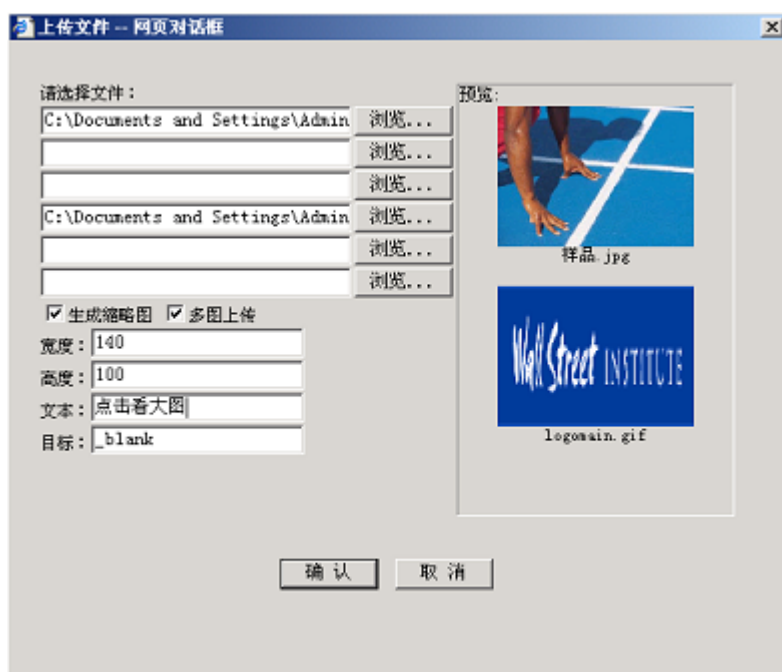 上传文件 -- 网页对话框
请选择文件：
C:\Documents and Settings\Admin 浏览...
浏览...
浏览...
C:\Documents and Settings\Admin 浏览...
浏览...
浏览...
生成缩略图 多图上传
宽度：140
高度：100
文本：点击看大图
目标：_blank
预览:
样品.jpg
Wall Street INSTITUTE
logomain.gif
确 认 取 消